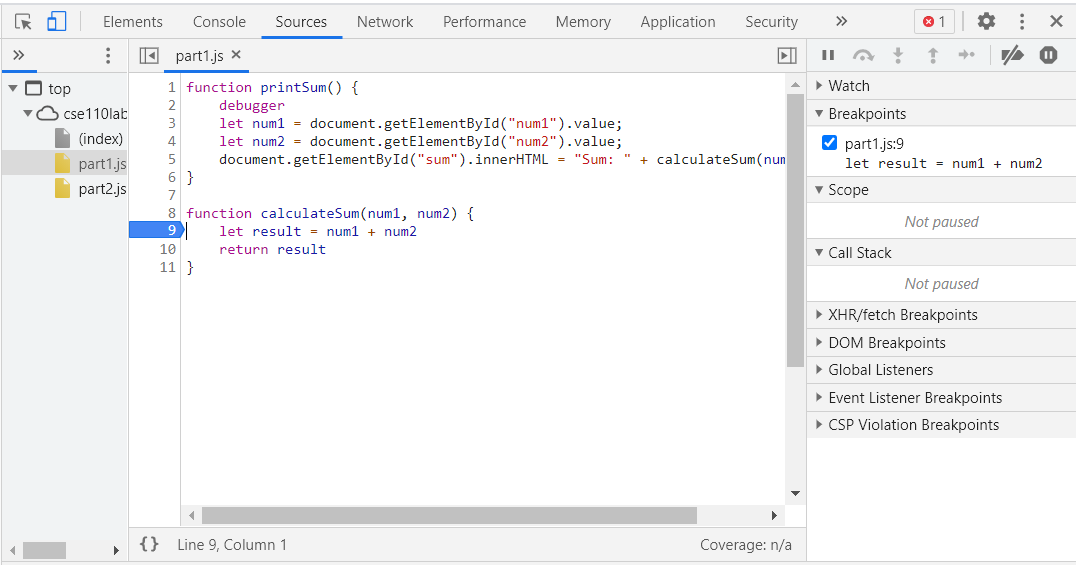 Elements Console Sources Network Performance Memory Application Security 1
part1.js
top
cse110lab
(index)
part1.js
part2.js
1 function printSum() {
2 debugger
3 let num1 = document.getElementById("num1").value;
4 let num2 = document.getElementById("num2").value;
5 document.getElementById("sum").innerHTML = "Sum: " + calculateSum(num
6 }
7
8 function calculateSum(num1, num2) {
9 let result = num1 + num2
10 return result
11 }
{} Line 9, Column 1 Coverage: n/a
Watch
Breakpoints
part1.js:9
let result = num1 + num2
Scope
Not paused
Call Stack
Not paused
XHR/fetch Breakpoints
DOM Breakpoints
Global Listeners
Event Listener Breakpoints
CSP Violation Breakpoints